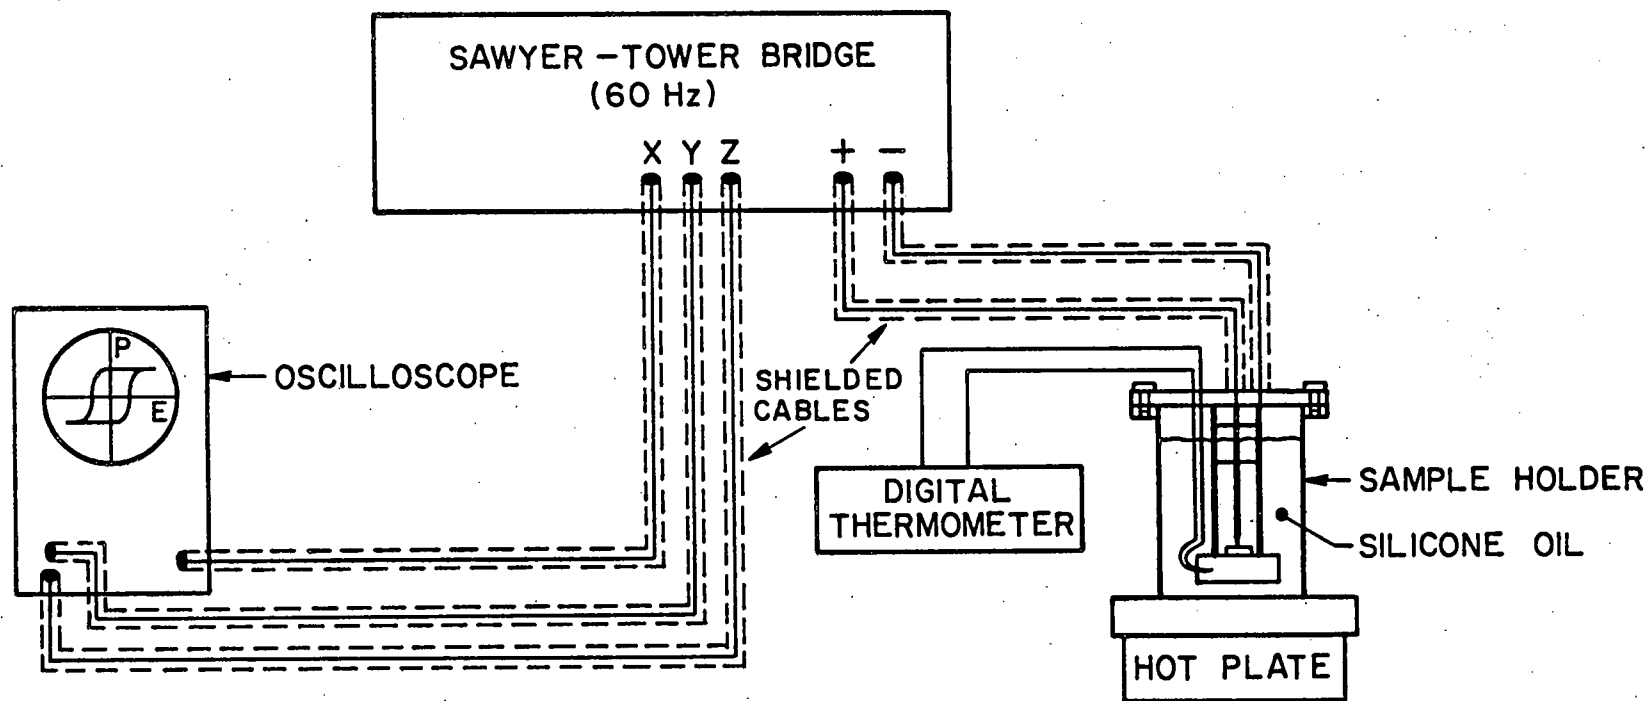 SAWYER – TOWER BRIDGE
(60 Hz)
X Y Z + −
P
E
OSCILLOSCOPE
SHIELDED
CABLES
DIGITAL
THERMOMETER
SAMPLE HOLDER
SILICONE OIL
HOT PLATE